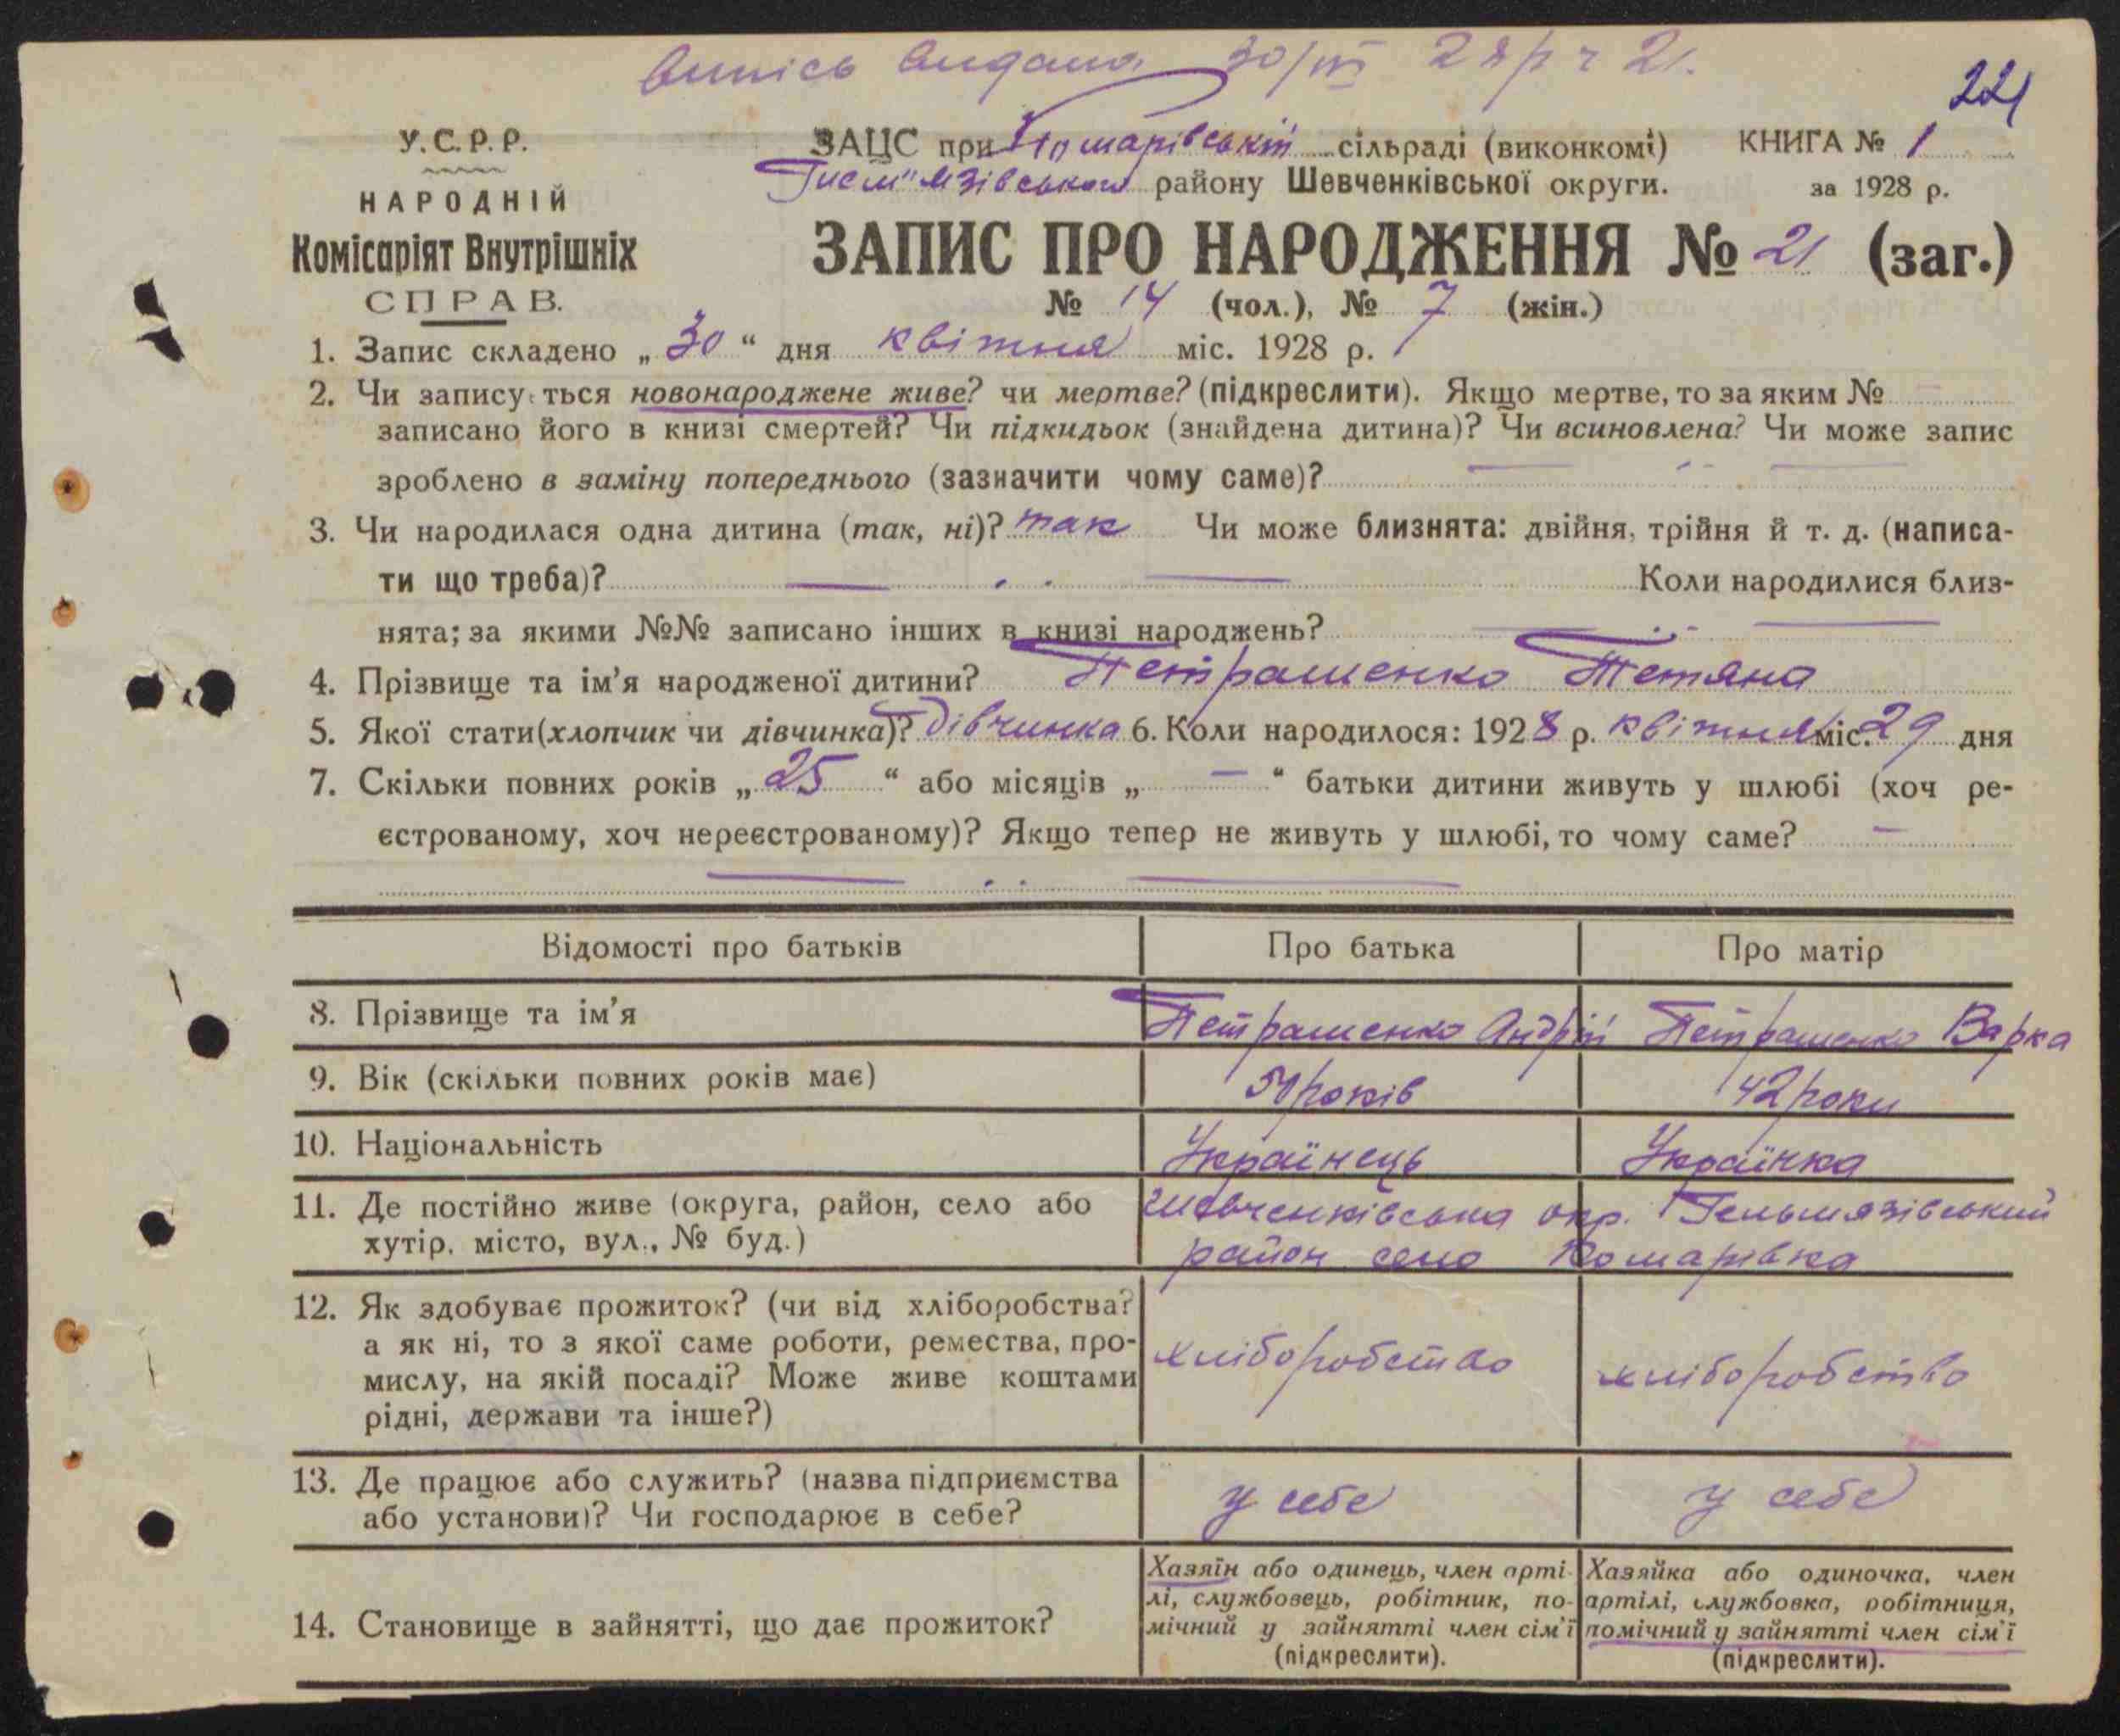 Випісь видана 30/IV 28 р ч 21.
221
У.С.Р.Р.
НАРОДНІЙ
Комісаріят Внутрішніх
СПРАВ.
ЗАЦС при Комарівській сільраді (виконкомі) КНИГА № 1
Гельм'язівського району Шевченківської округи. за 1928 р.
ЗАПИС ПРО НАРОДЖЕННЯ № 21 (заг.)
№ 14 (чол.), № 7 (жін.)
1. Запис складено „ 30 “ дня квітня міс. 1928 р.
2. Чи запису ться новонароджене живе? чи мертве? (підкреслити). Якщо мертве, то за яким № —
записано його в книзі смертей? Чи підкидьок (знайдена дитина)? Чи всиновлена? Чи може запис
зроблено в заміну попереднього (зазначити чому саме)? — „ —
3. Чи народилася одна дитина (так, ні)? так Чи може близнята: двійня, трійня й т. д. (написа-
ти що треба)? — . . — Коли народилися близ-
нята; за якими №№ записано інших в книзі народжень? — . . —
4. Прізвище та ім’я народженої дитини? Петрашенко Тетяна
5. Якої стати (хлопчик чи дівчинка)? Дівчинка 6. Коли народилося: 1928 р. квітня міс. 29 дня
7. Скільки повних років „ 25 “ або місяців „ — “ батьки дитини живуть у шлюбі (хоч ре-
єстрованому, хоч нереєстрованому)? Якщо тепер не живуть у шлюбі, то чому саме? —
— . . —
Відомості про батьків Про батька Про матір
8. Прізвище та ім’я Петрашенко Андрій Петрашенко Варка
9. Вік (скільки повних років має) років 42 роки
10. Національність Українець Українка
11. Де постійно живе (округа, район, село або Шевченківська окр. Гельмязівський
хутір, місто, вул., № буд.) район село Комарівка
12. Як здобуває прожиток? (чи від хліборобства?
а як ні, то з якої саме роботи, ремества, про-
мислу, на якій посаді? Може живе коштами
рідні, держави та інше?)
хліборобство хліборобство
13. Де працює або служить? (назва підприємства
або установи)? Чи господарює в себе?
у себе у себе
14. Становище в зайнятті, що дає прожиток?
Хазяїн або одинець, член арті-
лі, службовець, робітник, по-
мічний у зайнятті член сім’ї
(підкреслити).
Хазяйка або одиночка, член
артілі, службовка, робітниця,
помічний у зайнятті член сім’ї
(підкреслити).